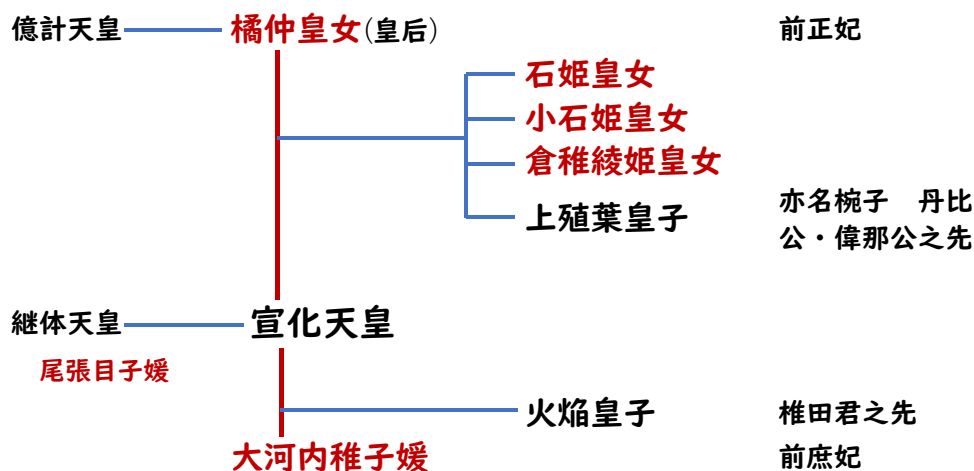 億計天皇 橘仲皇女(皇后) 前正妃
石姫皇女
小石姫皇女
倉稚綾姫皇女
上殖葉皇子 亦名椀子　丹比
公・偉那公之先
継体天皇 宣化天皇
尾張目子媛
火焔皇子 椎田君之先
大河内稚子媛 前庶妃